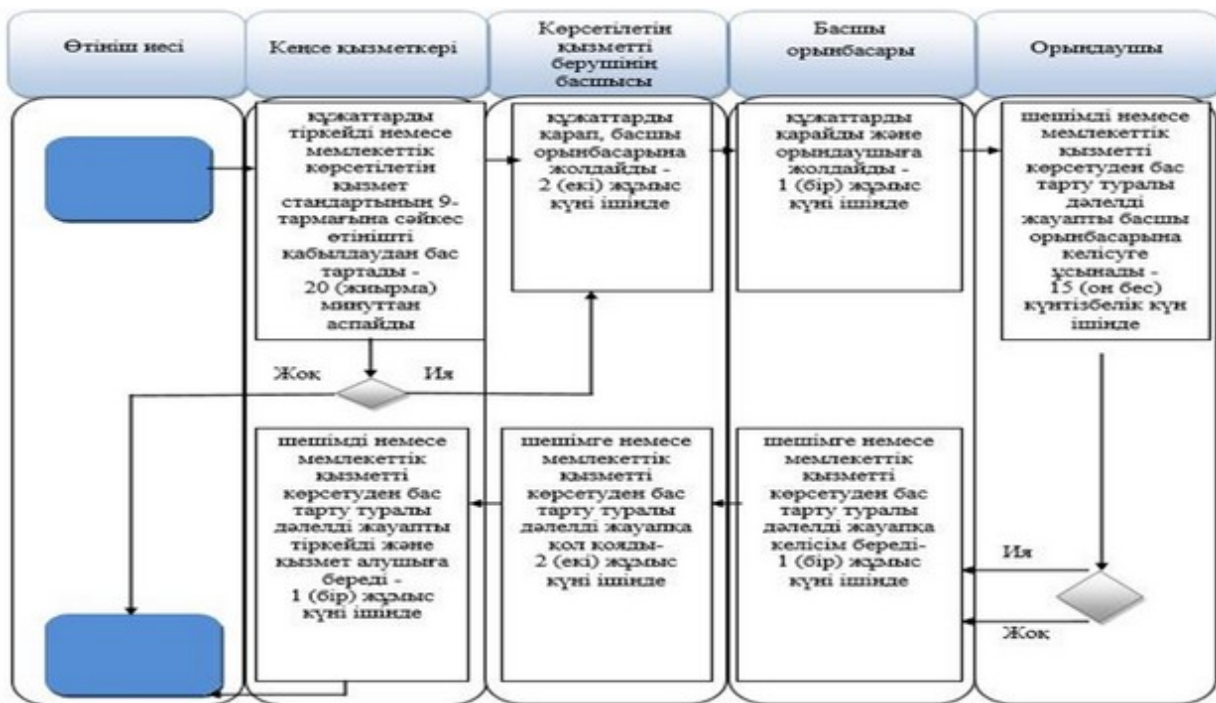 Өтініш иесі
Кеңсе қызметкері
Көрсетілетін
қызметті
берушінің
басшысы
Басшы
орынбасары
Орындаушы
құжаттарды
тіркейді немесе
мемлекеттік
көрсетілетін
қызмет
стандартының 9-
тармағына сәйкес
өтінішті
қабылдаудан бас
тартады -
20 (жиырма)
минуттан
аспайды
құжаттарды
қарап, басшы
орынбасарына
жолдайды -
2 (екі) жұмыс
күні ішінде
құжаттарды
қарайды және
орындаушыға
жолдайды -
1 (бір) жұмыс
күні ішінде
шешімді немесе
мемлекеттік
қызметті
көрсетуден бас
тарту туралы
дәлелді
жауапты басшы
орынбасарына
келісуге
ұсынады -
15 (он бес)
күнтізбелік күн
ішінде
Жоқ
Ия
шешімді немесе
мемлекеттік
қызметті
көрсетуден бас
тарту туралы
дәлелді жауапты
тіркейді және
қызмет алушыға
береді -
1 (бір) жұмыс
күні ішінде
шешімге немесе
мемлекеттік
қызметті
көрсетуден бас
тарту туралы
дәлелді жауапқа
қол қояды-
2 (екі) жұмыс
күні ішінде
шешімге немесе
мемлекеттік
қызметті
көрсетуден бас
тарту туралы
дәлелді жауапқа
келісім береді-
1 (бір) жұмыс
күні ішінде
Ия
Жоқ